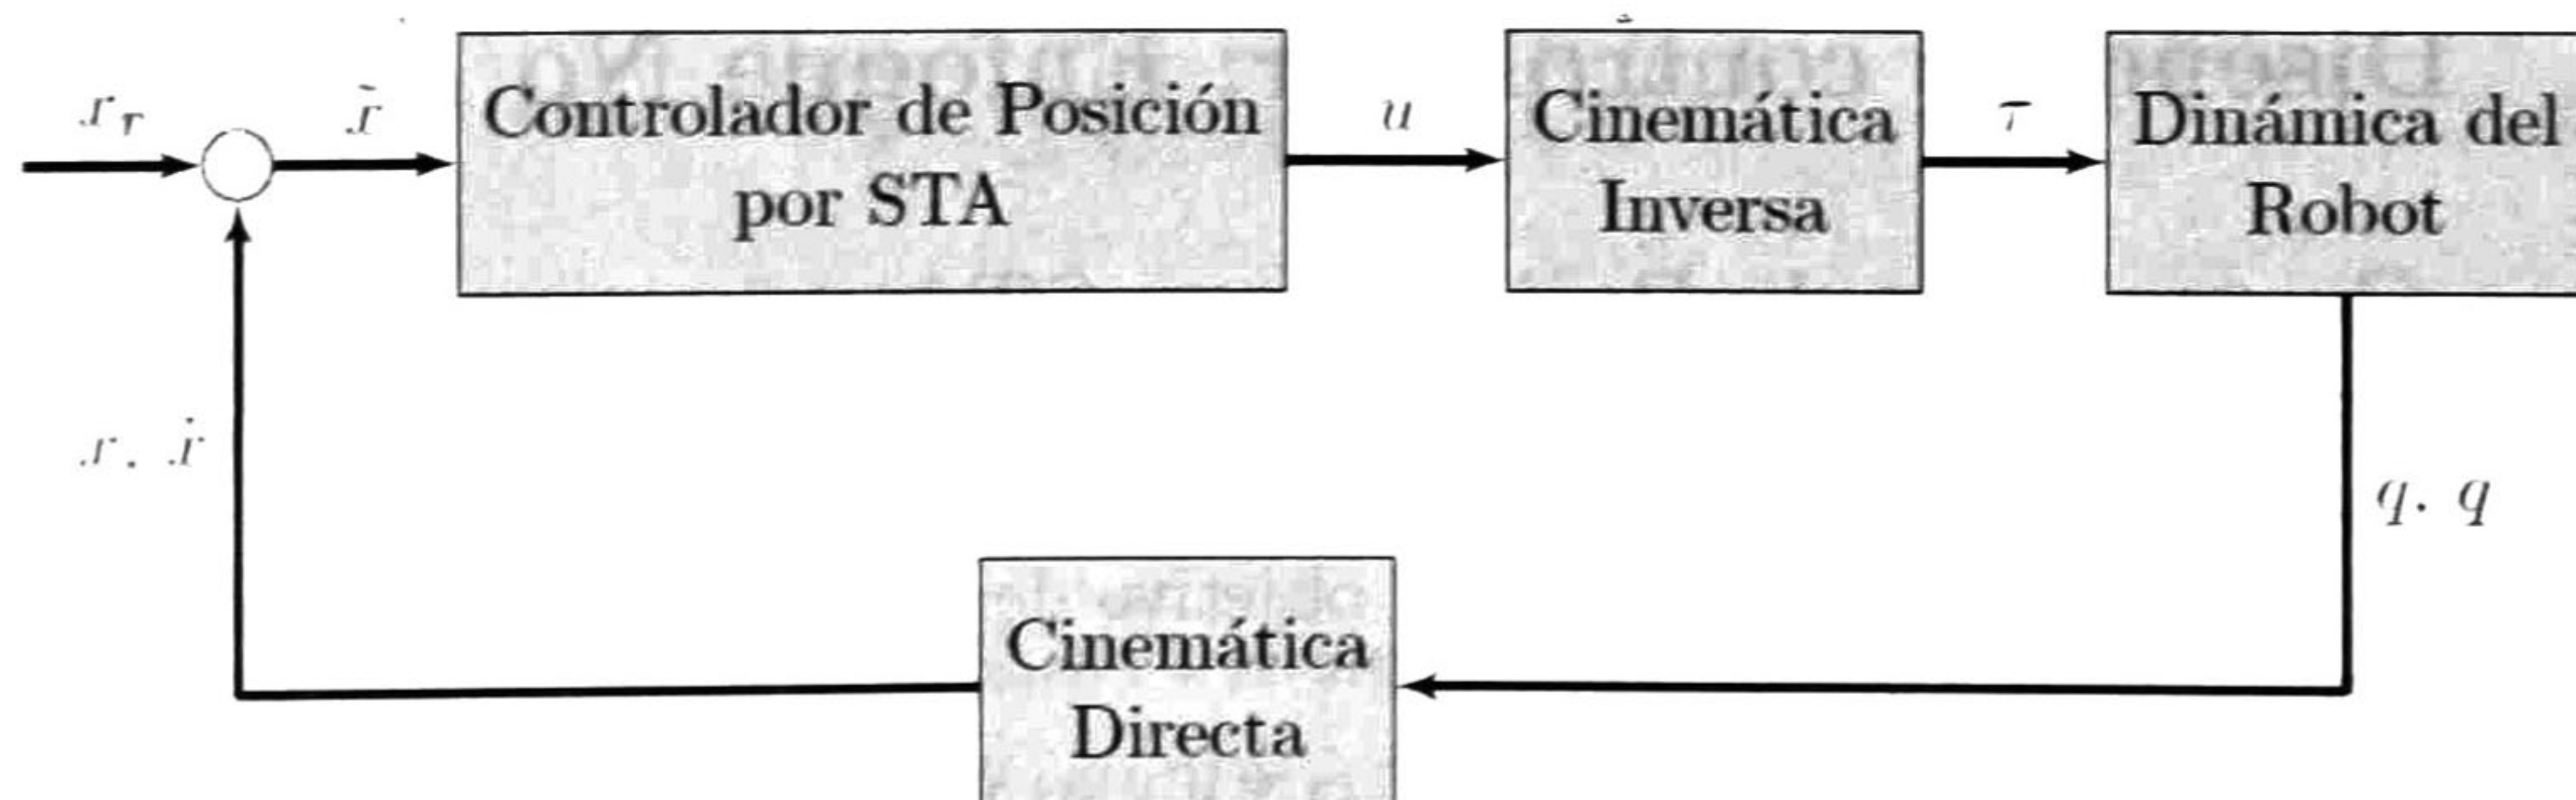 Controlador de Posición
por STA
u
Cinemática
Inversa
τ
Dinámica del
Robot
q. q
Cinemática
Directa